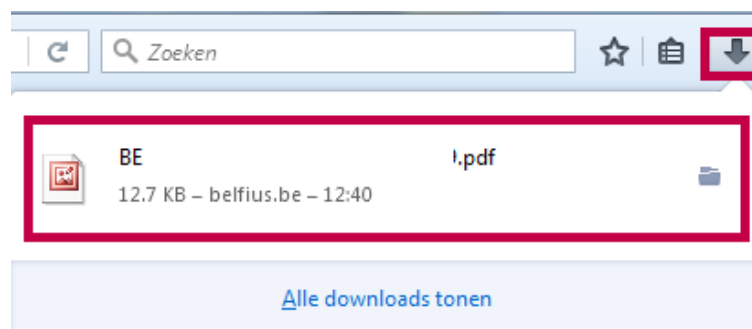 Zoeken
BE .pdf
12.7 KB – belfius.be – 12:40
Alle downloads tonen